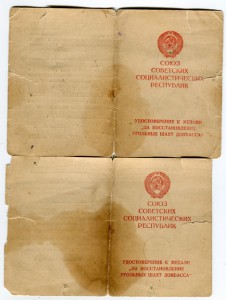 СОЮЗ
СОВЕТСКИХ
СОЦИАЛИСТИЧЕСКИХ
РЕСПУБЛИК
УДОСТОВЕРЕНИЕ К МЕДАЛИ
„ЗА ВОССТАНОВЛЕНИЕ
УГОЛЬНЫХ ШАХТ ДОНБАССА“
СОЮЗ
СОВЕТСКИХ
СОЦИАЛИСТИЧЕСКИХ
РЕСПУБЛИК
УДОСТОВЕРЕНИЕ К МЕДАЛИ
„ЗА ВОССТАНОВЛЕНИЕ
УГОЛЬНЫХ ШАХТ ДОНБАССА“